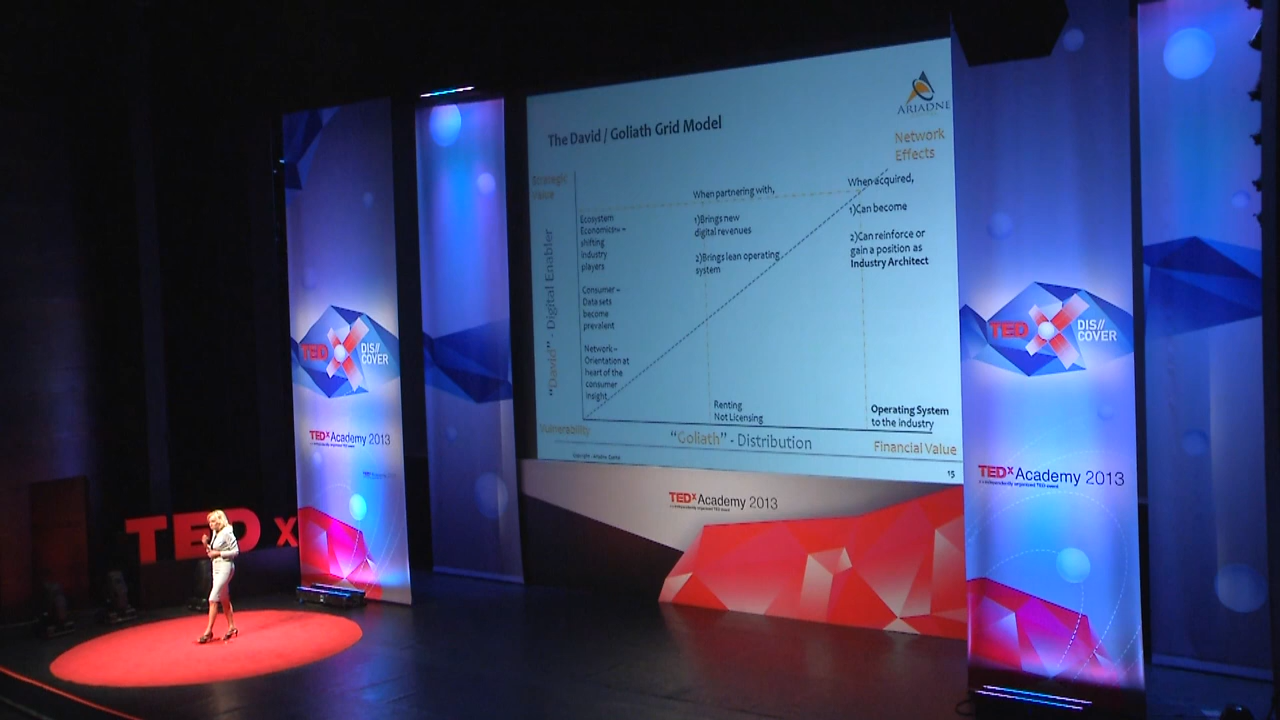 ARIADNE
The David / Goliath Grid Model
Network
Effects
Strategic
Value
When partnering with,
When acquired,
Ecosystem
Economics –
shifting
Industry
players
1)Brings new
digital revenues
2)Brings lean operating
system
1)Can become
2)Can reinforce or
gain a position as
Industry Architect
Consumer –
Data sets
become
prevalent
Network –
Orientation at
heart of the
consumer
insight
"David" - Digital Enabler
Renting
Not Licensing
Operating System
to the industry
Vulnerability
"Goliath" - Distribution
Financial Value
15
TED
DIS//
COVER
TEDxAcademy 2013
TEDx
TEDxAcademy 2013
TED
DIS//
COVER
TEDxAcademy 2013